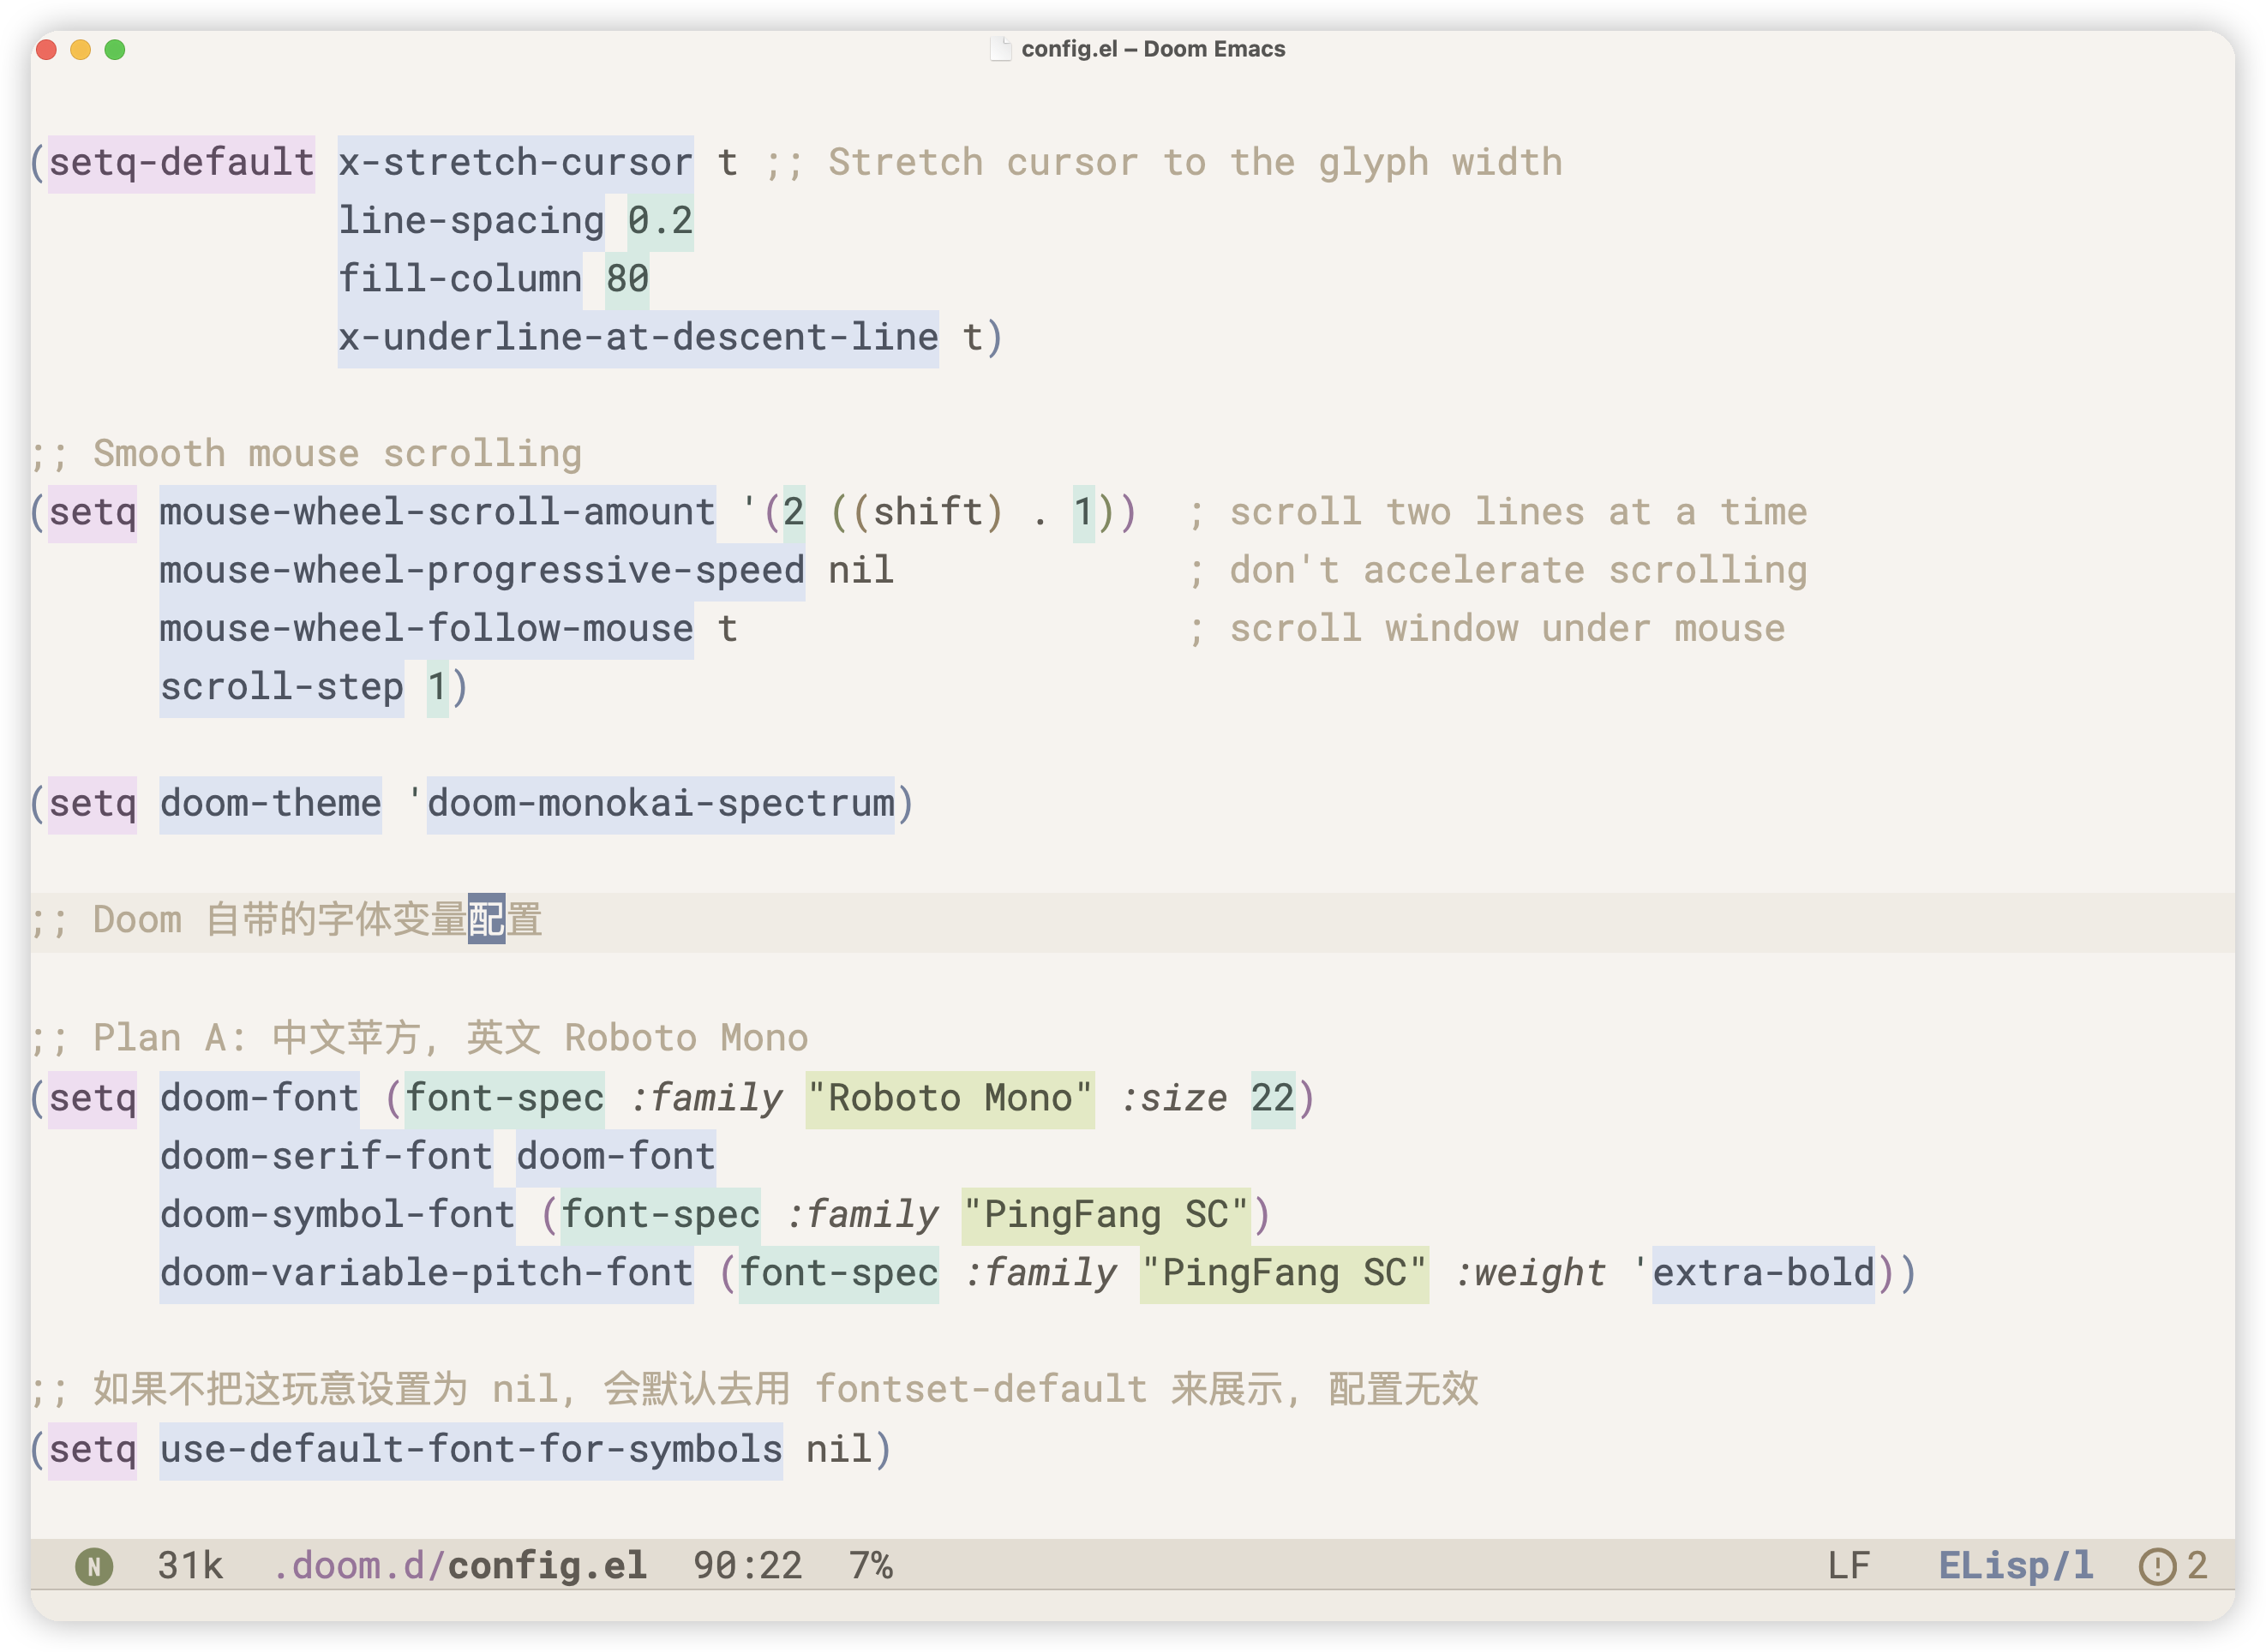 config.el – Doom Emacs
(setq-default x-stretch-cursor t ;; Stretch cursor to the glyph width
line-spacing 0.2
fill-column 80
x-underline-at-descent-line t)
;; Smooth mouse scrolling
(setq mouse-wheel-scroll-amount '(2 ((shift) . 1)) ; scroll two lines at a time
mouse-wheel-progressive-speed nil ; don't accelerate scrolling
mouse-wheel-follow-mouse t ; scroll window under mouse
scroll-step 1)
(setq doom-theme 'doom-monokai-spectrum)
;; Doom 自带的字体变量配置
;; Plan A: 中文苹方, 英文 Roboto Mono
(setq doom-font (font-spec :family "Roboto Mono" :size 22)
doom-serif-font doom-font
doom-symbol-font (font-spec :family "PingFang SC")
doom-variable-pitch-font (font-spec :family "PingFang SC" :weight 'extra-bold))
;; 如果不把这玩意设置为 nil, 会默认去用 fontset-default 来展示, 配置无效
(setq use-default-font-for-symbols nil)
N 31k .doom.d/config.el 90:22 7% LF ELisp/l ! 2